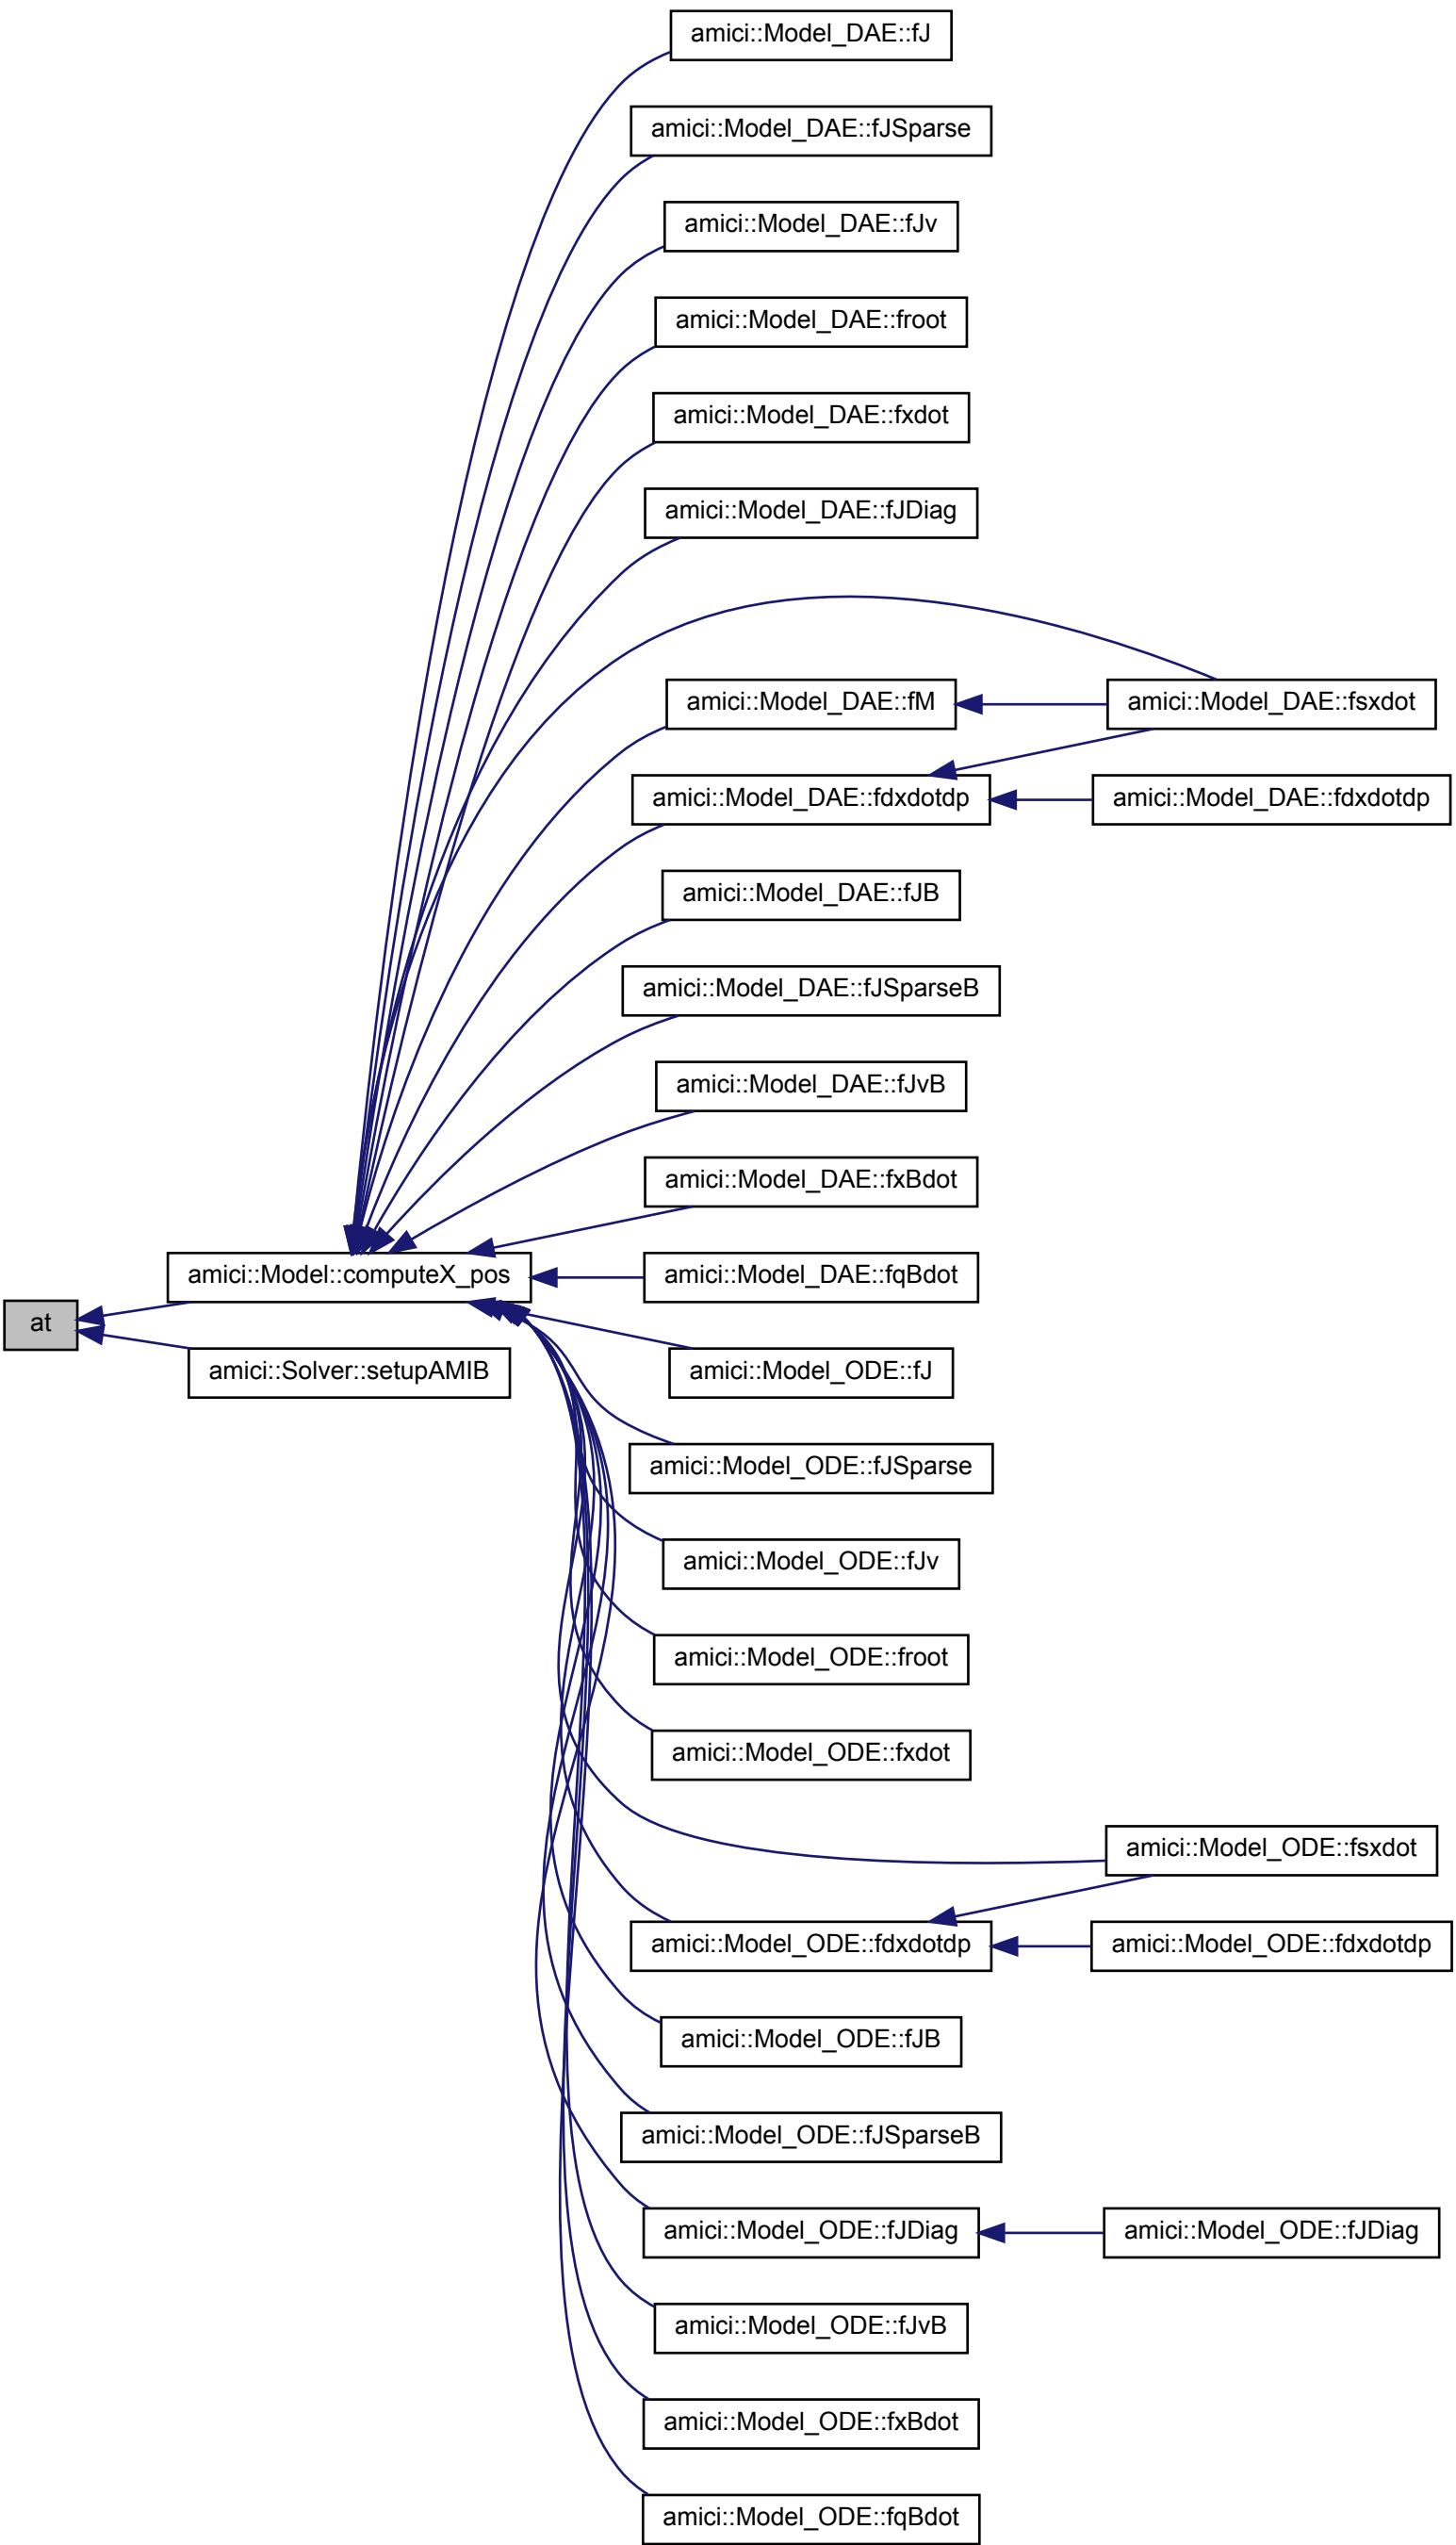 amici::Model_DAE::fJ
amici::Model_DAE::fJSparse
amici::Model_DAE::fJv
amici::Model_DAE::froot
amici::Model_DAE::fxdot
amici::Model_DAE::fJDiag
amici::Model_DAE::fM
amici::Model_DAE::fsxdot
amici::Model_DAE::fdxdotdp
amici::Model_DAE::fdxdotdp
amici::Model_DAE::fJB
amici::Model_DAE::fJSparseB
amici::Model_DAE::fJvB
amici::Model_DAE::fxBdot
amici::Model::computeX_pos
amici::Model_DAE::fqBdot
at
amici::Solver::setupAMIB
amici::Model_ODE::fJ
amici::Model_ODE::fJSparse
amici::Model_ODE::fJv
amici::Model_ODE::froot
amici::Model_ODE::fxdot
amici::Model_ODE::fsxdot
amici::Model_ODE::fdxdotdp
amici::Model_ODE::fdxdotdp
amici::Model_ODE::fJB
amici::Model_ODE::fJSparseB
amici::Model_ODE::fJDiag
amici::Model_ODE::fJDiag
amici::Model_ODE::fJvB
amici::Model_ODE::fxBdot
amici::Model_ODE::fqBdot